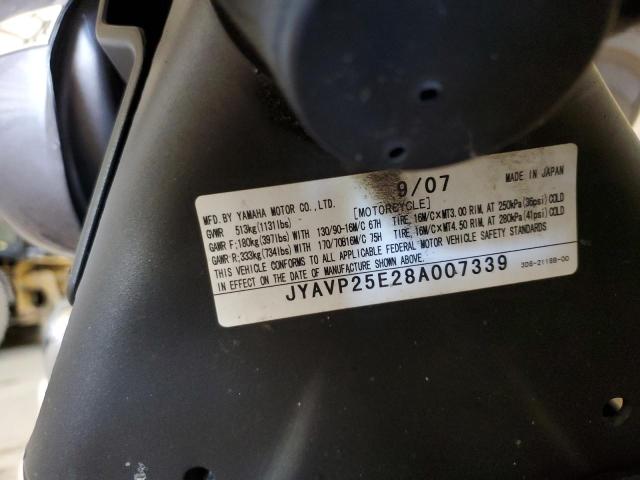 9/07 MADE IN JAPAN
MFD.BY YAMAHA MOTOR CO.,LTD. [MOTORCYCLE]
GVWR 513kg(1131lbs)
GAWR F:180kg(397lbs)WITH 130/90-16M/C 67H TIRE,16M/C×MT3.00 RIM,AT 250kPa(36psi)COLD
GAWR R:333kg(734lbs)WITH 170/70B16M/C 75H TIRE,16M/C×MT4.50 RIM,AT 280kPa(41psi)COLD
THIS VEHICLE CONFORMS TO ALL APPLICABLE FEDERAL MOTOR VEHICLE SAFETY STANDARDS
IN EFFECT ON THE DATE OF MANUFACTURE SHOWN ABOVE.
JYAVP25E28A007339 3D8-2118B-00